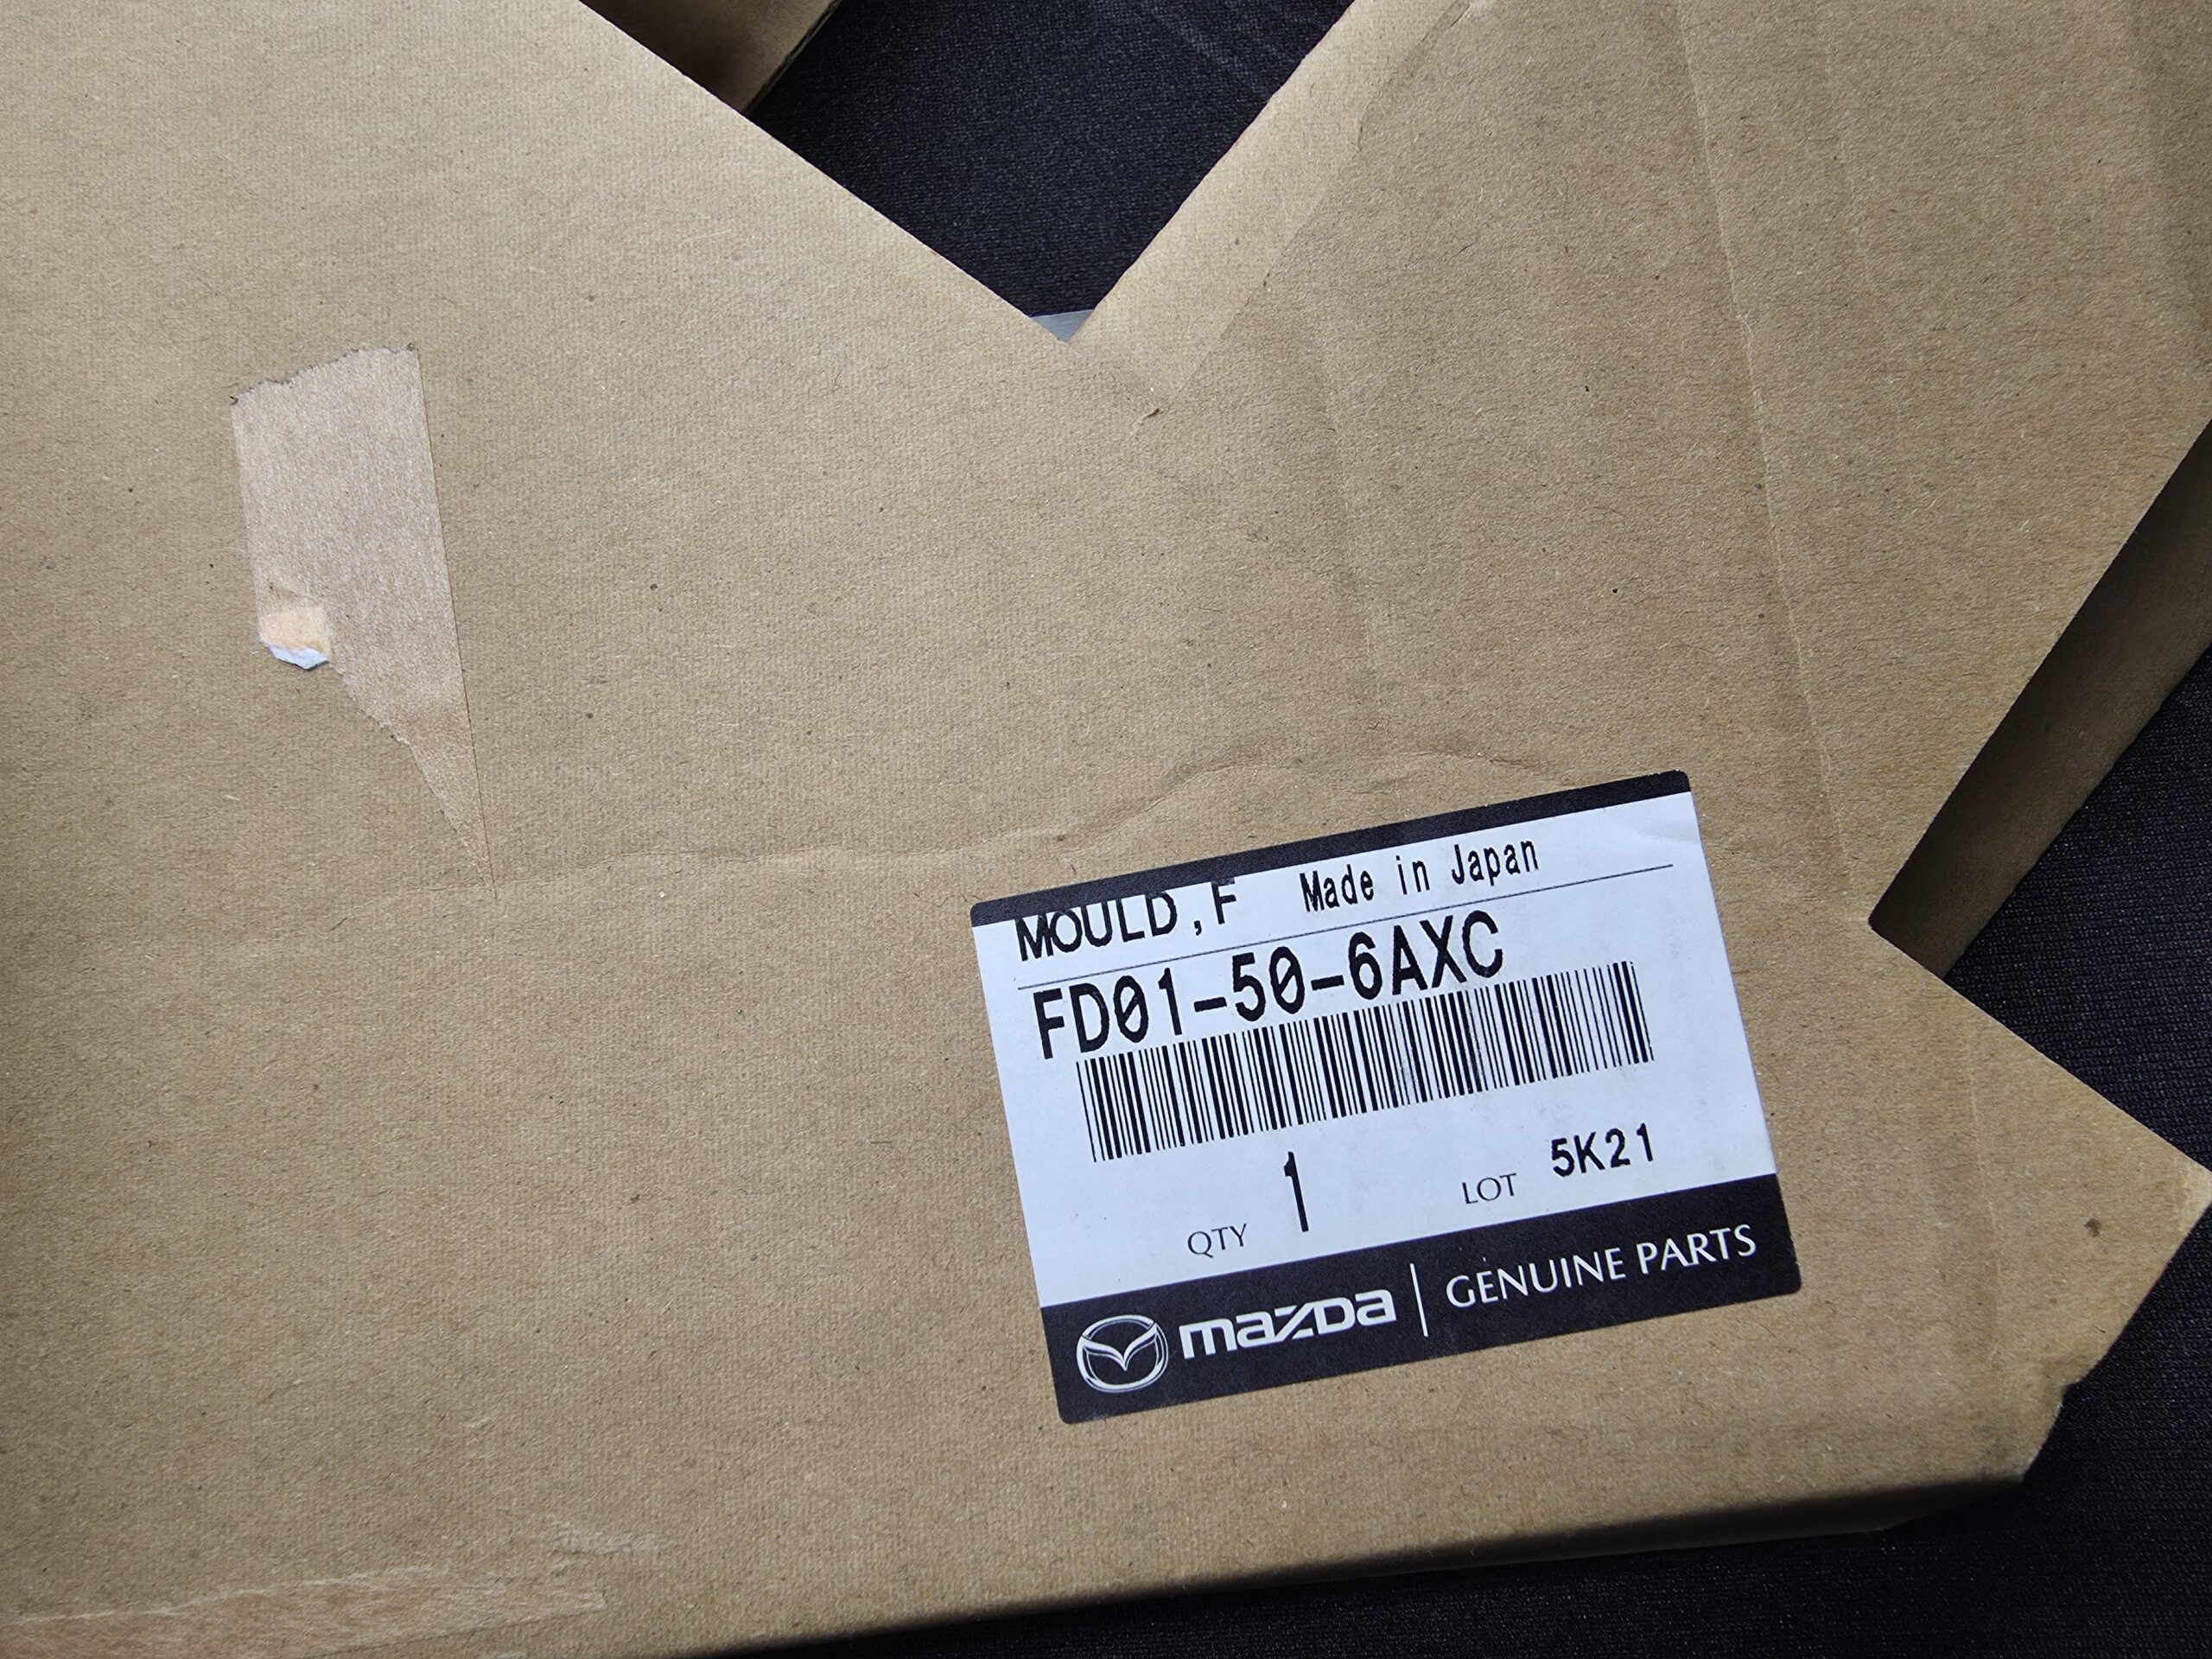 MOULD,F Made in Japan
FD01-50-6AXC
QTY 1 LOT 5K21
mazda | GENUINE PARTS